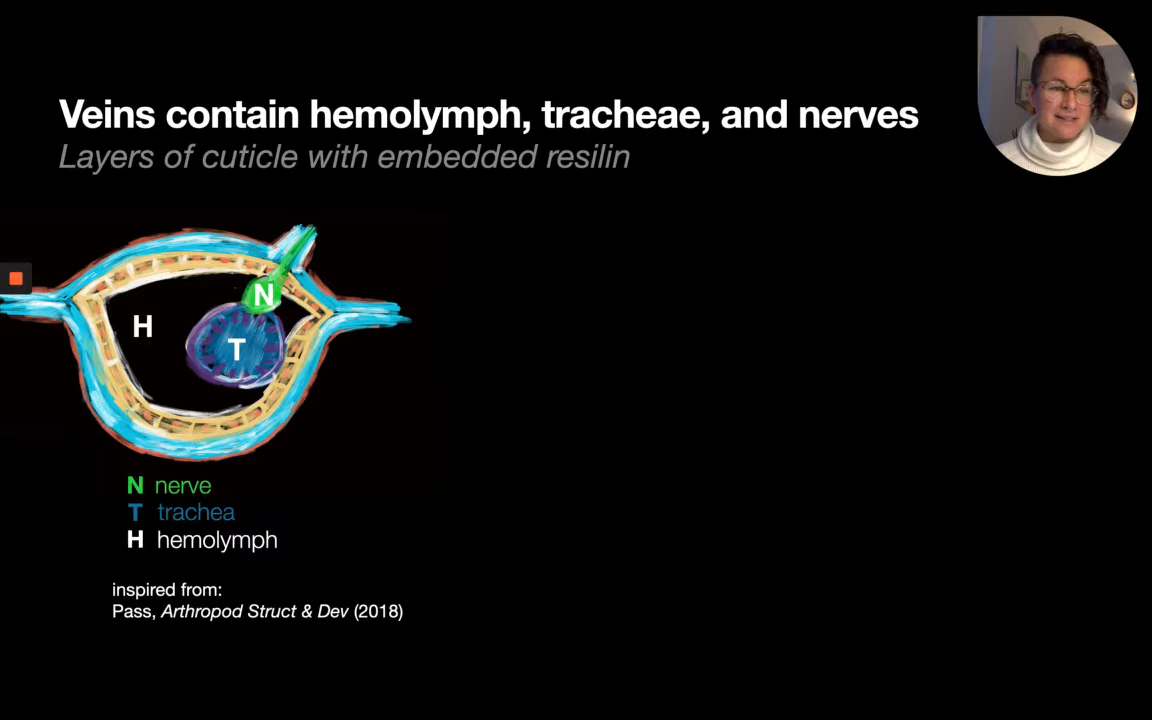 Veins contain hemolymph, tracheae, and nerves
Layers of cuticle with embedded resilin
N
H
T
N nerve
T trachea
H hemolymph
inspired from:
Pass, Arthropod Struct & Dev (2018)